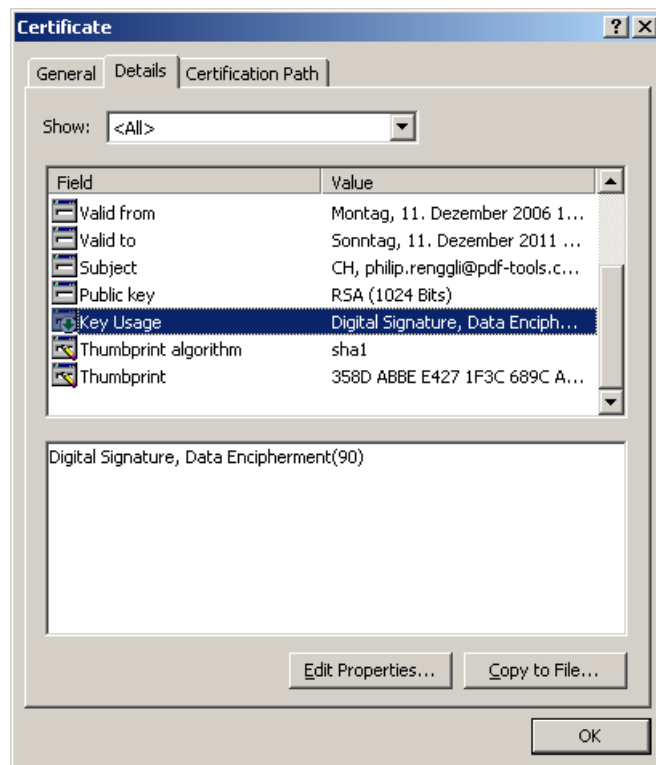 Certificate
General Details Certification Path
Show: <All>
Field Value
Valid from Montag, 11. Dezember 2006 1...
Valid to Sonntag, 11. Dezember 2011 ...
Subject CH, philip.renggli@pdf-tools.c...
Public key RSA (1024 Bits)
Key Usage Digital Signature, Data Enciph...
Thumbprint algorithm sha1
Thumbprint 358D ABBE E427 1F3C 689C A...
Digital Signature, Data Encipherment(90)
Edit Properties... Copy to File...
OK